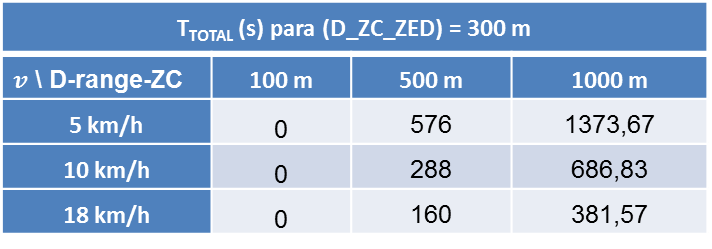 T_TOTAL (s) para (D_ZC_ZED) = 300 m
v \ D-range-ZC 100 m 500 m 1000 m
5 km/h 0 576 1373,67
10 km/h 0 288 686,83
18 km/h 0 160 381,57